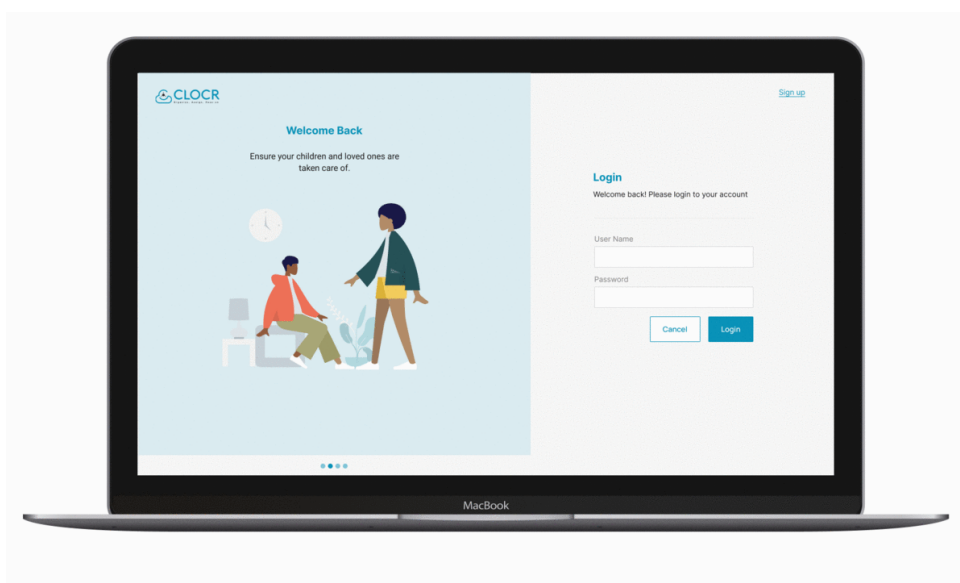 CLOCR
Sign up
Welcome Back
Ensure your children and loved ones are
taken care of.
Login
Welcome back! Please login to your account
User Name
Password
Cancel
Login
MacBook